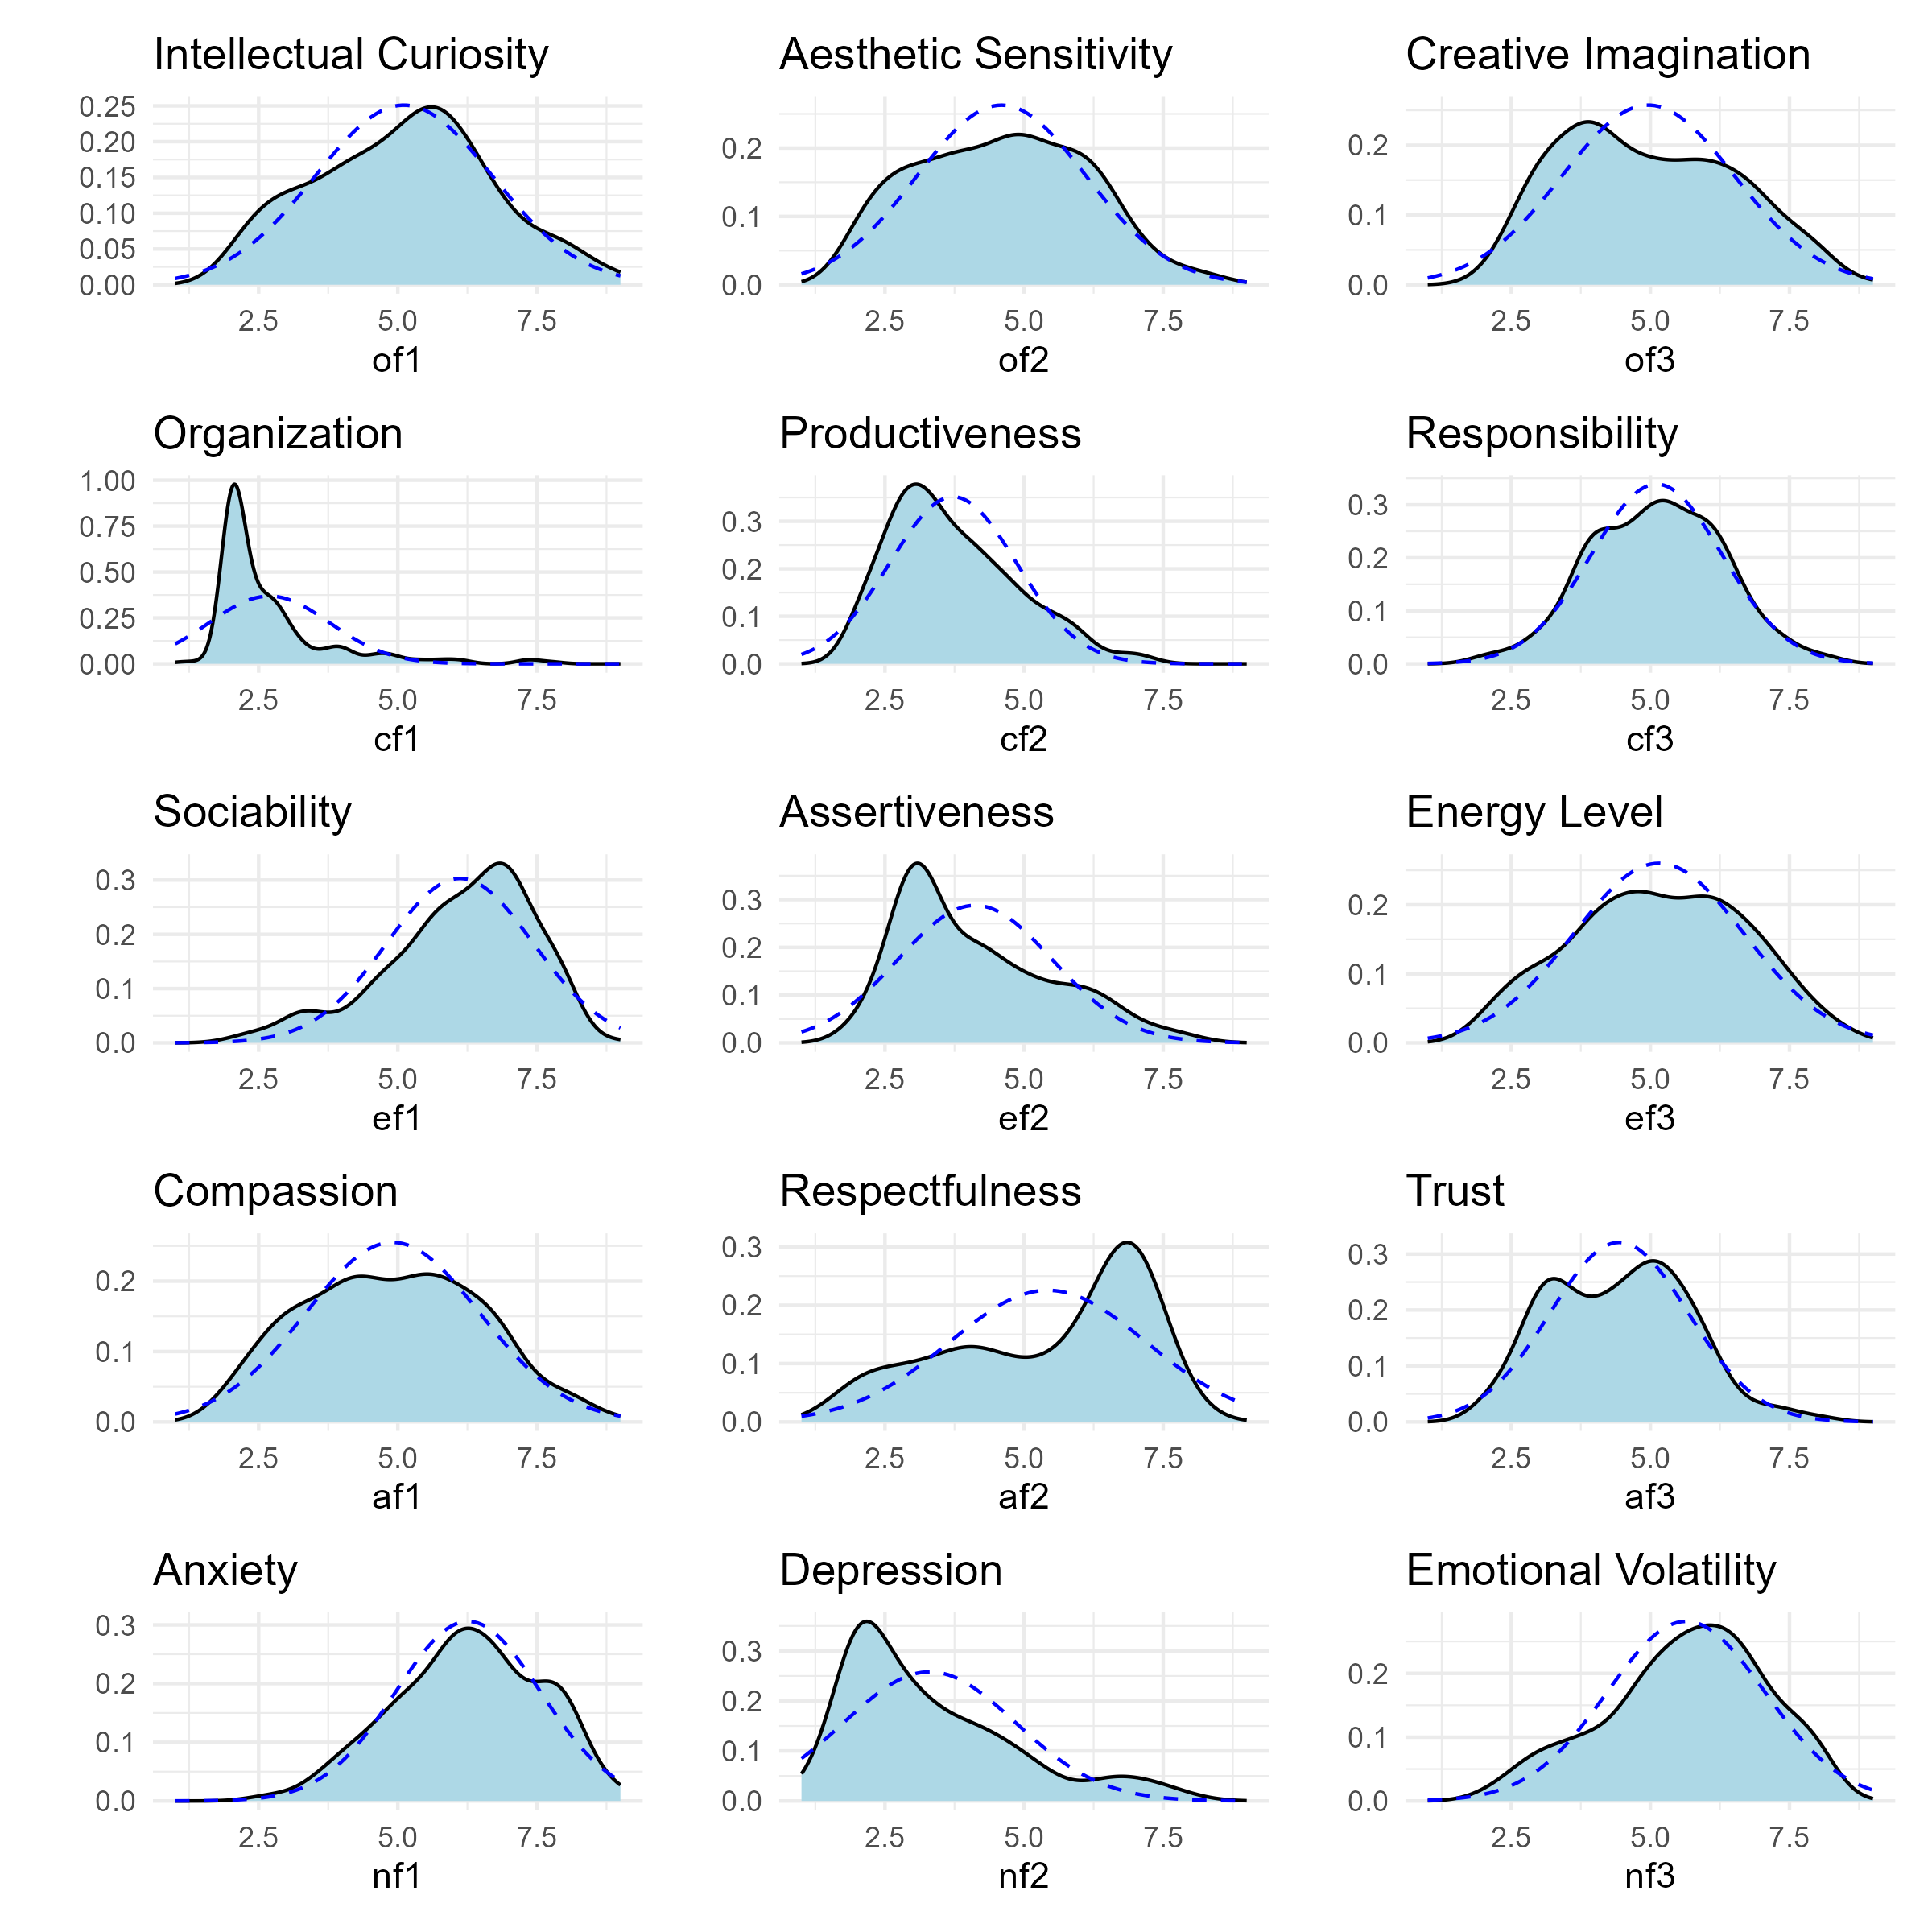 Intellectual Curiosity
0.25
0.20
0.15
0.10
0.05
0.00
2.5 5.0 7.5
of1
Aesthetic Sensitivity
0.2
0.1
0.0
2.5 5.0 7.5
of2
Creative Imagination
0.2
0.1
0.0
2.5 5.0 7.5
of3
Organization
1.00
0.75
0.50
0.25
0.00
2.5 5.0 7.5
cf1
Productiveness
0.3
0.2
0.1
0.0
2.5 5.0 7.5
cf2
Responsibility
0.3
0.2
0.1
0.0
2.5 5.0 7.5
cf3
Sociability
0.3
0.2
0.1
0.0
2.5 5.0 7.5
ef1
Assertiveness
0.3
0.2
0.1
0.0
2.5 5.0 7.5
ef2
Energy Level
0.2
0.1
0.0
2.5 5.0 7.5
ef3
Compassion
0.2
0.1
0.0
2.5 5.0 7.5
af1
Respectfulness
0.3
0.2
0.1
0.0
2.5 5.0 7.5
af2
Trust
0.3
0.2
0.1
0.0
2.5 5.0 7.5
af3
Anxiety
0.3
0.2
0.1
0.0
2.5 5.0 7.5
nf1
Depression
0.3
0.2
0.1
0.0
2.5 5.0 7.5
nf2
Emotional Volatility
0.2
0.1
0.0
2.5 5.0 7.5
nf3